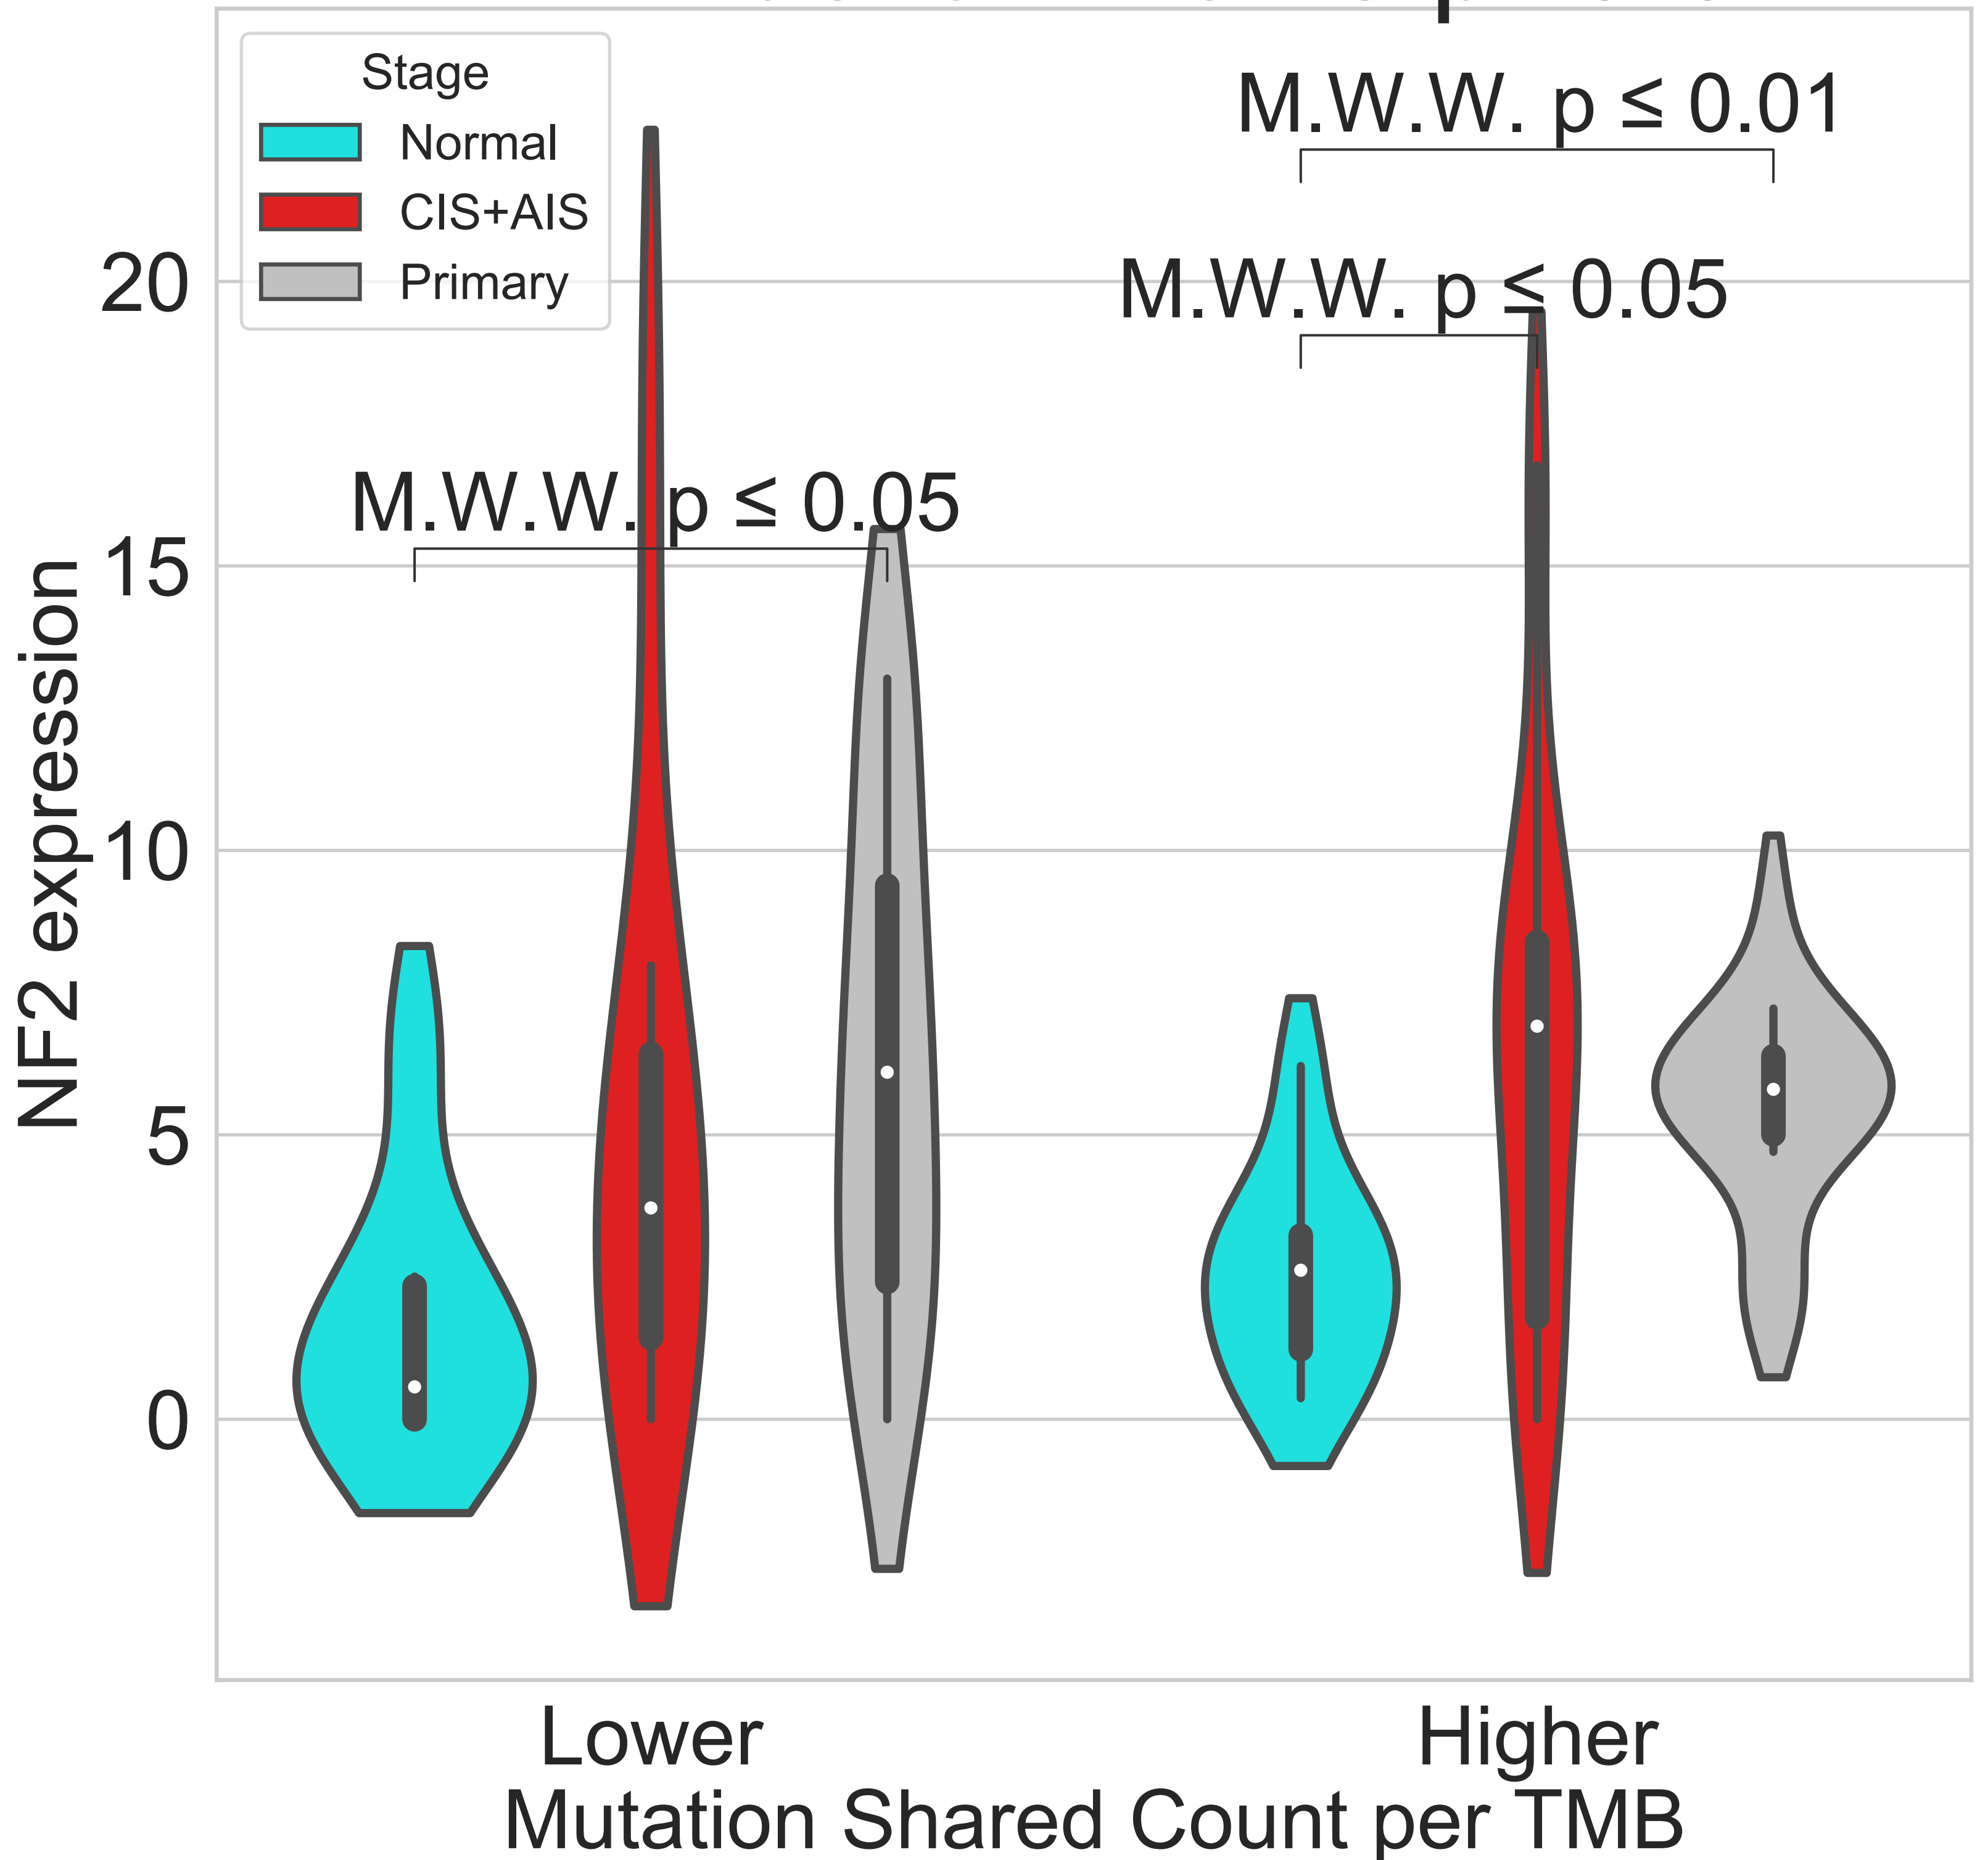 Stage
Normal
CIS+AIS
Primary
M.W.W. p ≤ 0.01
M.W.W. p ≤ 0.05
M.W.W. p ≤ 0.05
20
15
10
5
0
NF2 expression
Lower
Higher
Mutation Shared Count per TMB